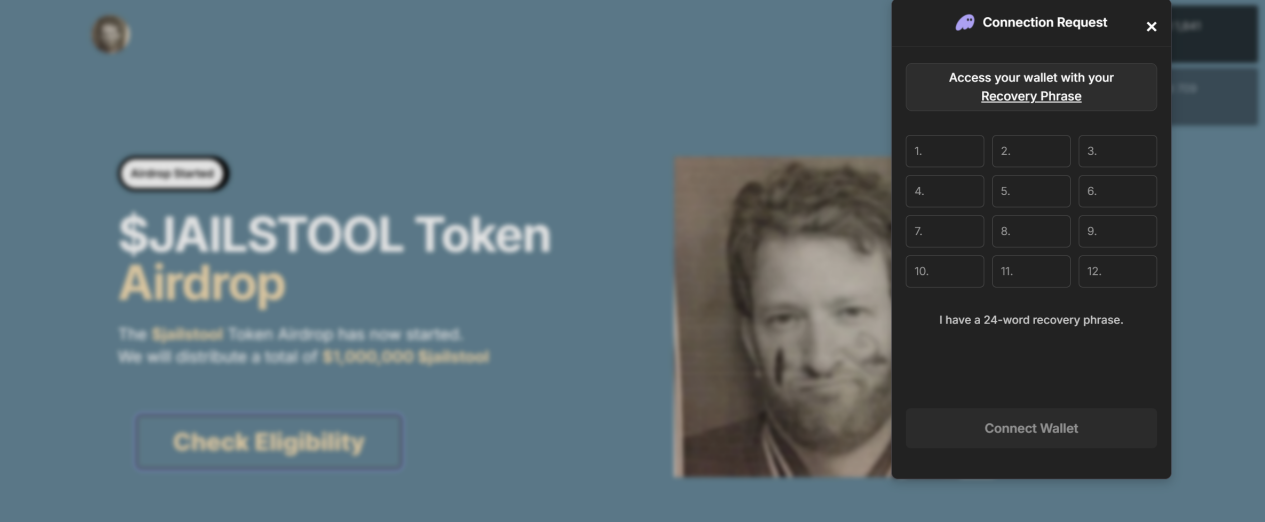 Airdrop Started
$JAILSTOOL Token
Airdrop
The $jailstool Token Airdrop has now started.
We will distribute a total of $1,000,000 $jailstool
Check Eligibility
Connection Request
×
Access your wallet with your
Recovery Phrase
1. 2. 3.
4. 5. 6.
7. 8. 9.
10. 11. 12.
I have a 24-word recovery phrase.
Connect Wallet